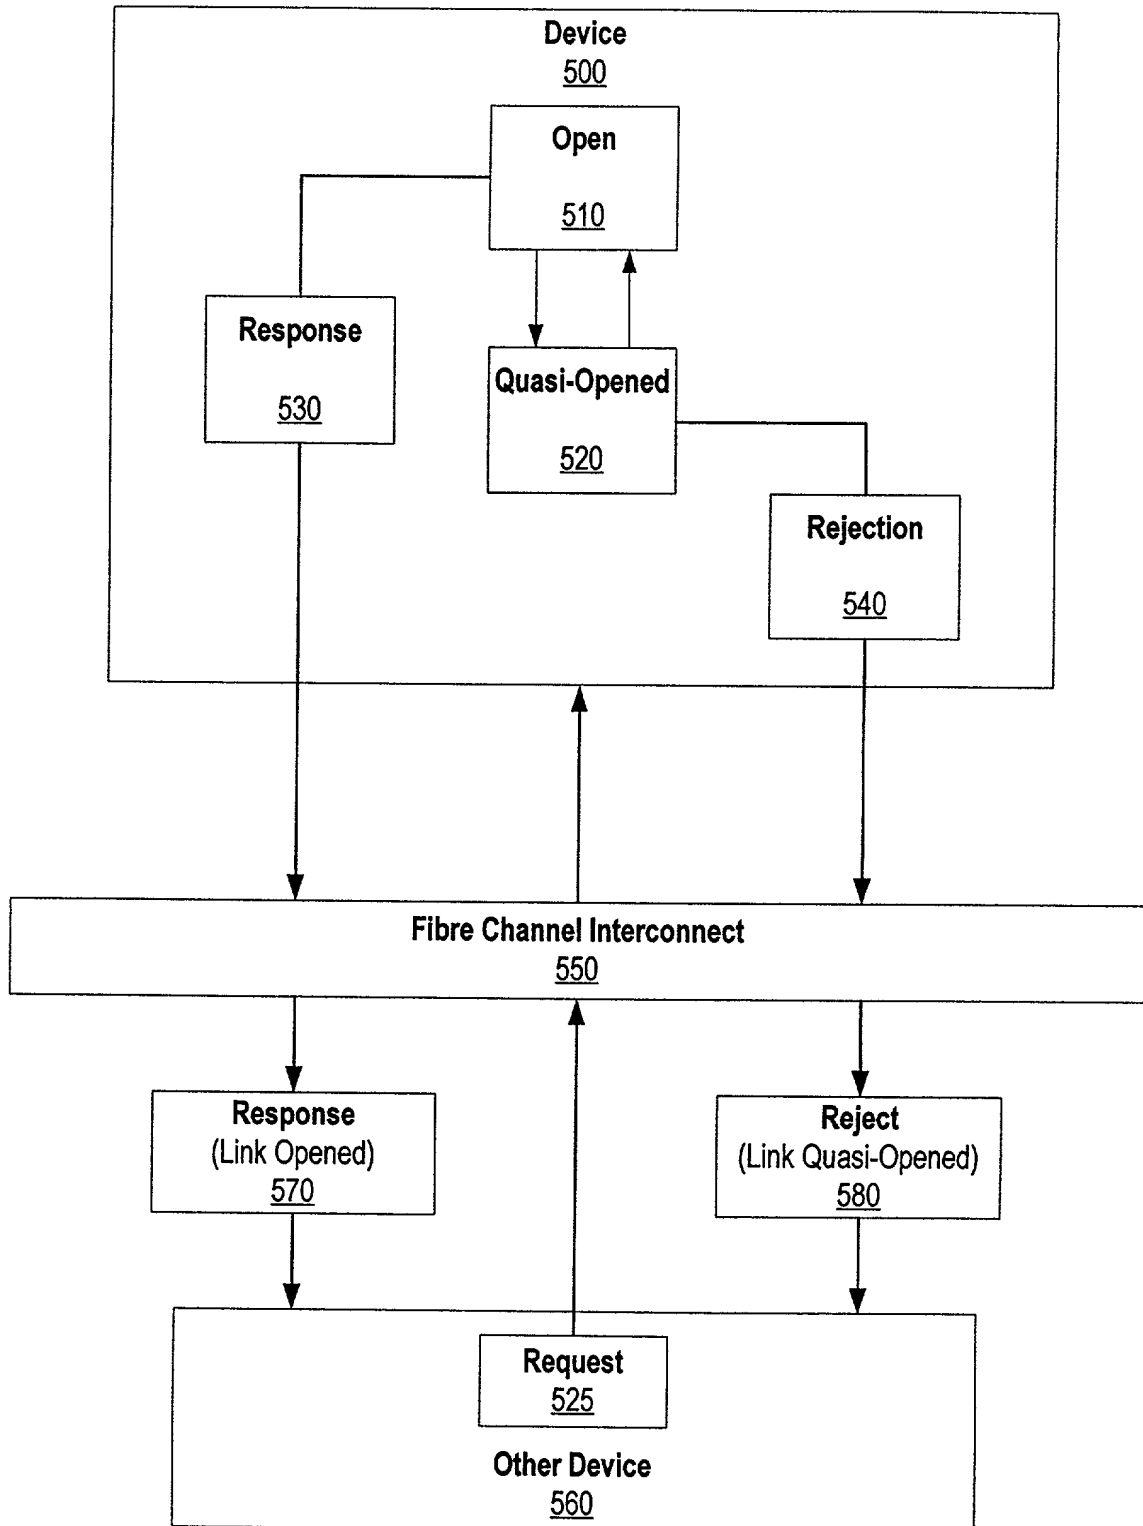 Device
500
Open
510
Response
530
Quasi-Opened
520
Rejection
540
Fibre Channel Interconnect
550
Response
(Link Opened)
570
Reject
(Link Quasi-Opened)
580
Request
525
Other Device
560